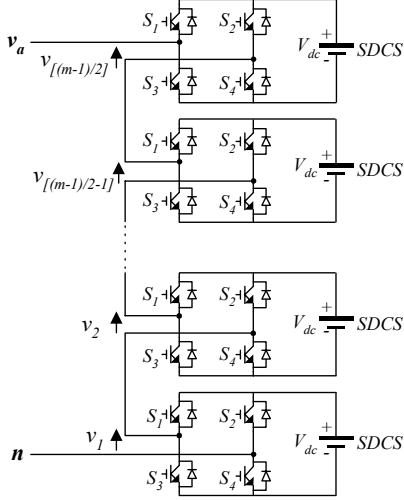 S1 S2 + Vdc SDCS -
va
v[(m-1)/2]
S3 S4
S1 S2 + Vdc SDCS -
v[(m-1)/2-1]
S3 S4
S1 S2 + Vdc SDCS -
v2
S3 S4
S1 S2 + Vdc SDCS -
v1
n
S3 S4